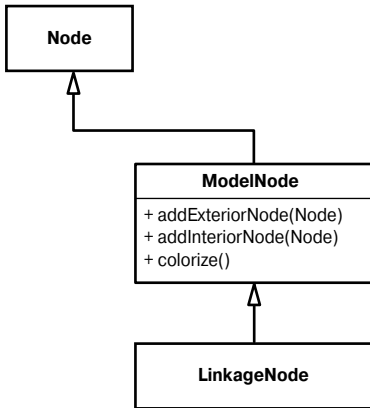 Node
ModelNode
+ addExteriorNode(Node)
+ addInteriorNode(Node)
+ colorize()
LinkageNode